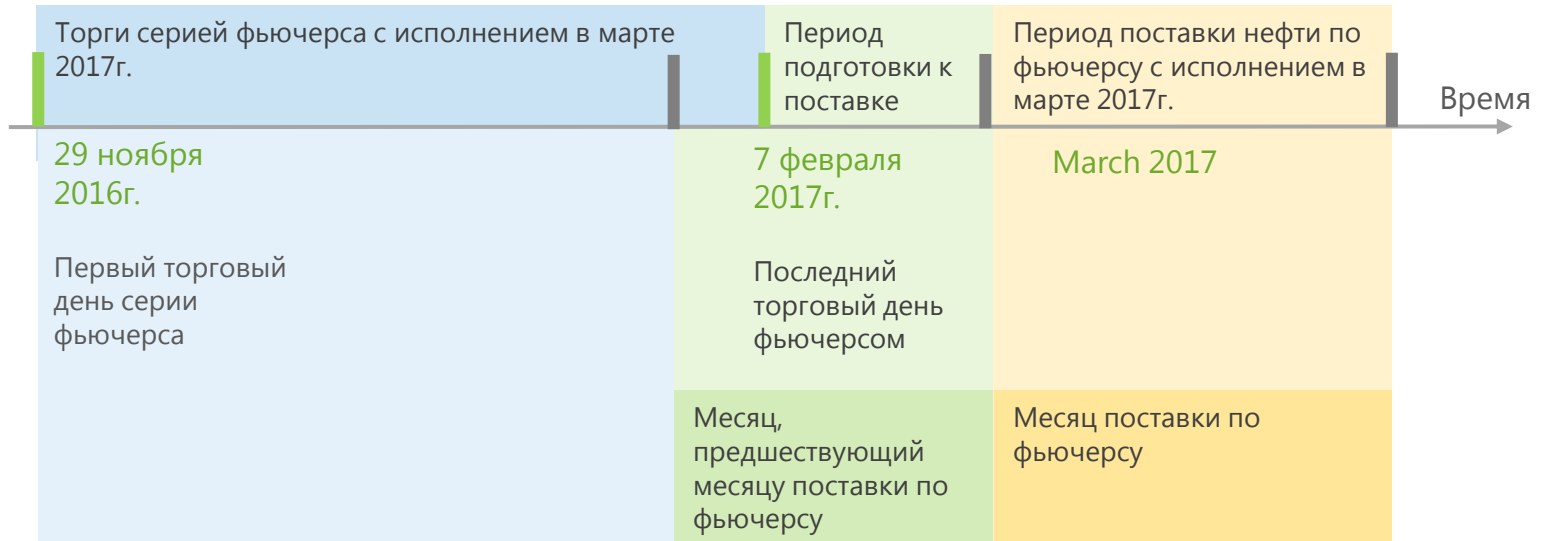 Торги серией фьючерса с исполнением в марте
2017г.
Период
подготовки к
поставке
Период поставки нефти по
фьючерсу с исполнением в
марте 2017г.
Время
29 ноября
2016г.
7 февраля
2017г.
March 2017
Первый торговый
день серии
фьючерса
Последний
торговый день
фьючерсом
Месяц,
предшествующий
месяцу поставки по
фьючерсу
Месяц поставки по
фьючерсу